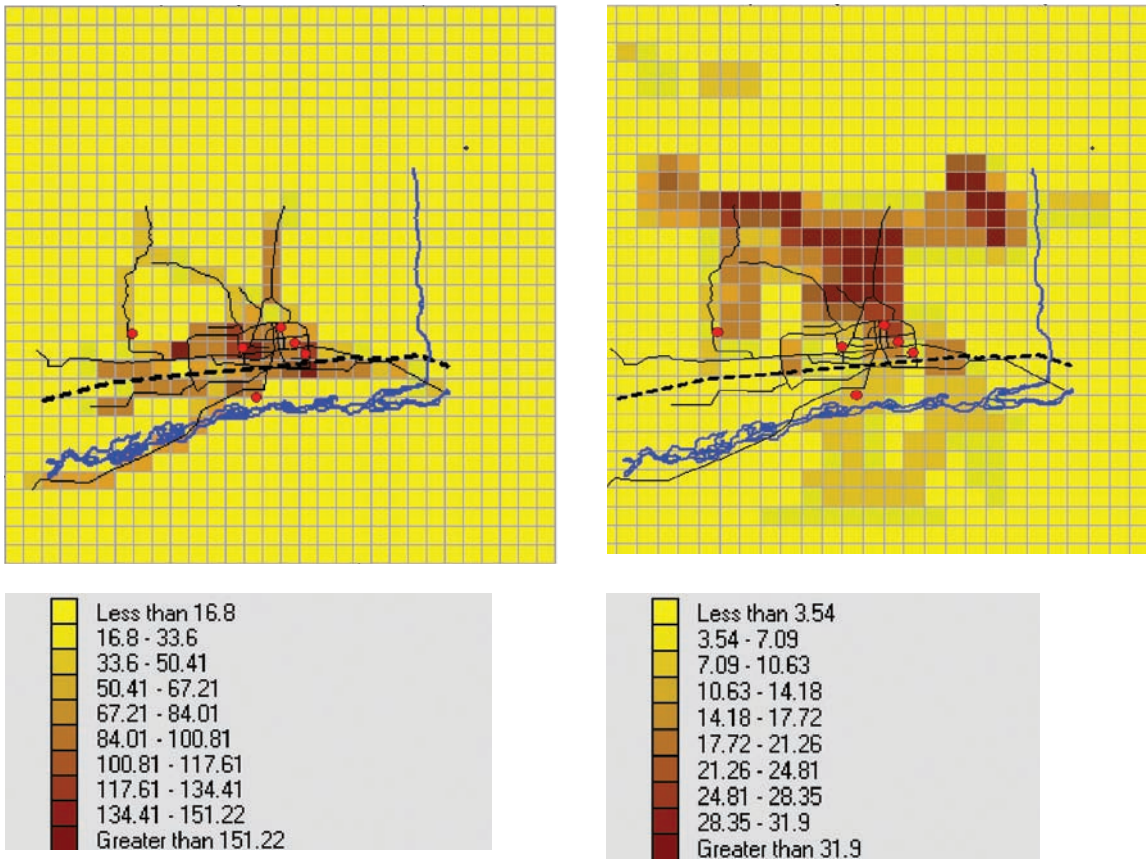 Less than 16.8
16.8 - 33.6
33.6 - 50.41
50.41 - 67.21
67.21 - 84.01
84.01 - 100.81
100.81 - 117.61
117.61 - 134.41
134.41 - 151.22
Greater than 151.22
Less than 3.54
3.54 - 7.09
7.09 - 10.63
10.63 - 14.18
14.18 - 17.72
17.72 - 21.26
21.26 - 24.81
24.81 - 28.35
28.35 - 31.9
Greater than 31.9